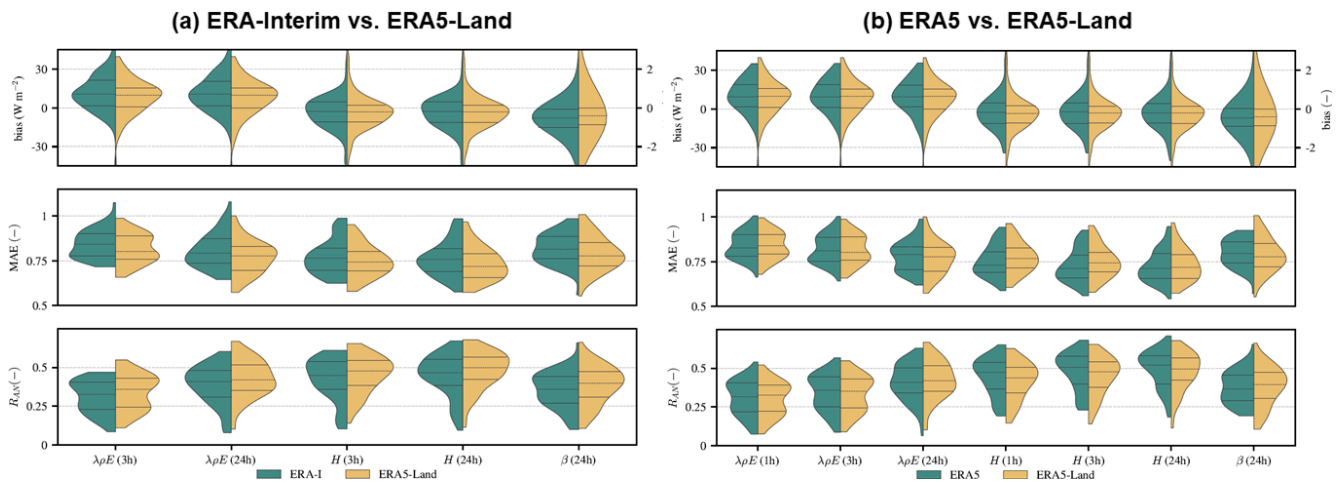 (a) ERA-Interim vs. ERA5-Land
bias (W m⁻²)
30
0
-30
2
0
-2
MAE (−)
1
0.75
0.5
R_AN (−)
0.5
0.25
0
λρE (3h) λρE (24h) H (3h) H (24h) β (24h)
ERA-I ERA5-Land
(b) ERA5 vs. ERA5-Land
bias (W m⁻²)
30
0
-30
2
0
-2
bias (−)
MAE (−)
1
0.75
0.5
R_AN (−)
0.5
0.25
0
λρE (1h) λρE (3h) λρE (24h) H (1h) H (3h) H (24h) β (24h)
ERA5 ERA5-Land